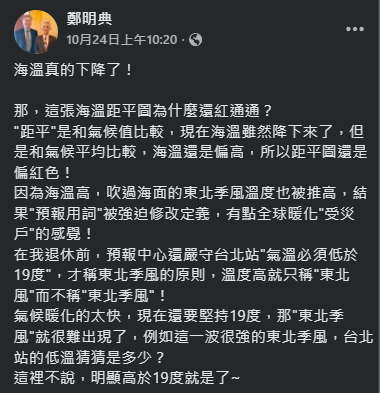 鄭明典
10月24日上午10:20 ·
海溫真的下降了！
那，這張海溫距平圖為什麼還紅通通？
"距平"是和氣候值比較，現在海溫雖然降下來了，但
是和氣候平均比較，海溫還是偏高，所以距平圖還是
偏紅色！
因為海溫高，吹過海面的東北季風溫度也被推高，結
果"預報用詞"被強迫修改定義，有點全球暖化"受災
戶"的感覺！
在我退休前，預報中心還嚴守台北站"氣溫必須低於
19度"，才稱東北季風的原則，溫度高就只稱"東北
風"而不稱"東北季風"！
氣候暖化的太快，現在還要堅持19度，那"東北季
風"就很難出現了，例如這一波很強的東北季風，台北
站的低溫猜猜是多少？
這裡不說，明顯高於19度就是了~